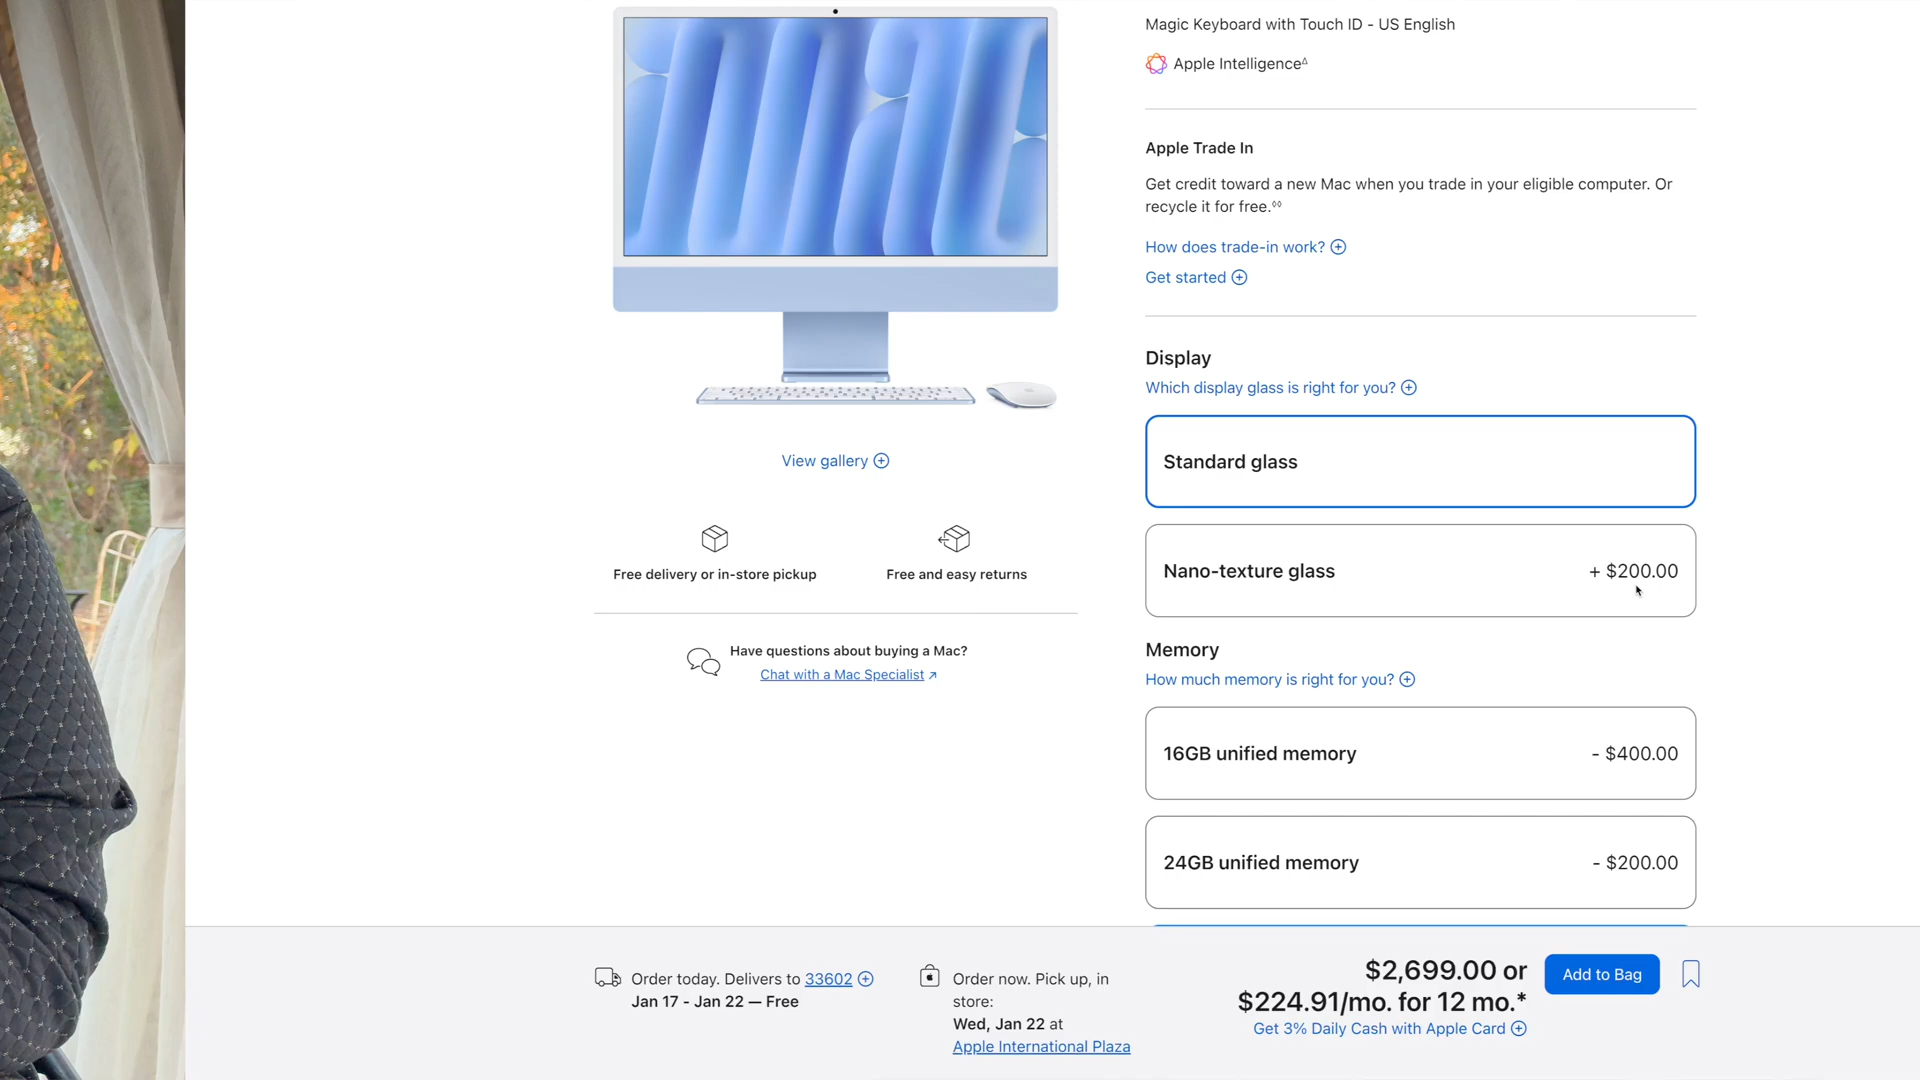 Magic Keyboard with Touch ID - US English
Apple Intelligence∆
Apple Trade In
Get credit toward a new Mac when you trade in your eligible computer. Or
recycle it for free.◊◊
How does trade-in work?
Get started
Display
Which display glass is right for you?
Standard glass
View gallery
Free delivery or in-store pickup
Free and easy returns
Nano-texture glass + $200.00
Have questions about buying a Mac?
Chat with a Mac Specialist ↗
Memory
How much memory is right for you?
16GB unified memory - $400.00
24GB unified memory - $200.00
Order today. Delivers to 33602
Jan 17 - Jan 22 — Free
Order now. Pick up, in
store:
Wed, Jan 22 at
Apple International Plaza
$2,699.00 or
$224.91/mo. for 12 mo.*
Get 3% Daily Cash with Apple Card
Add to Bag